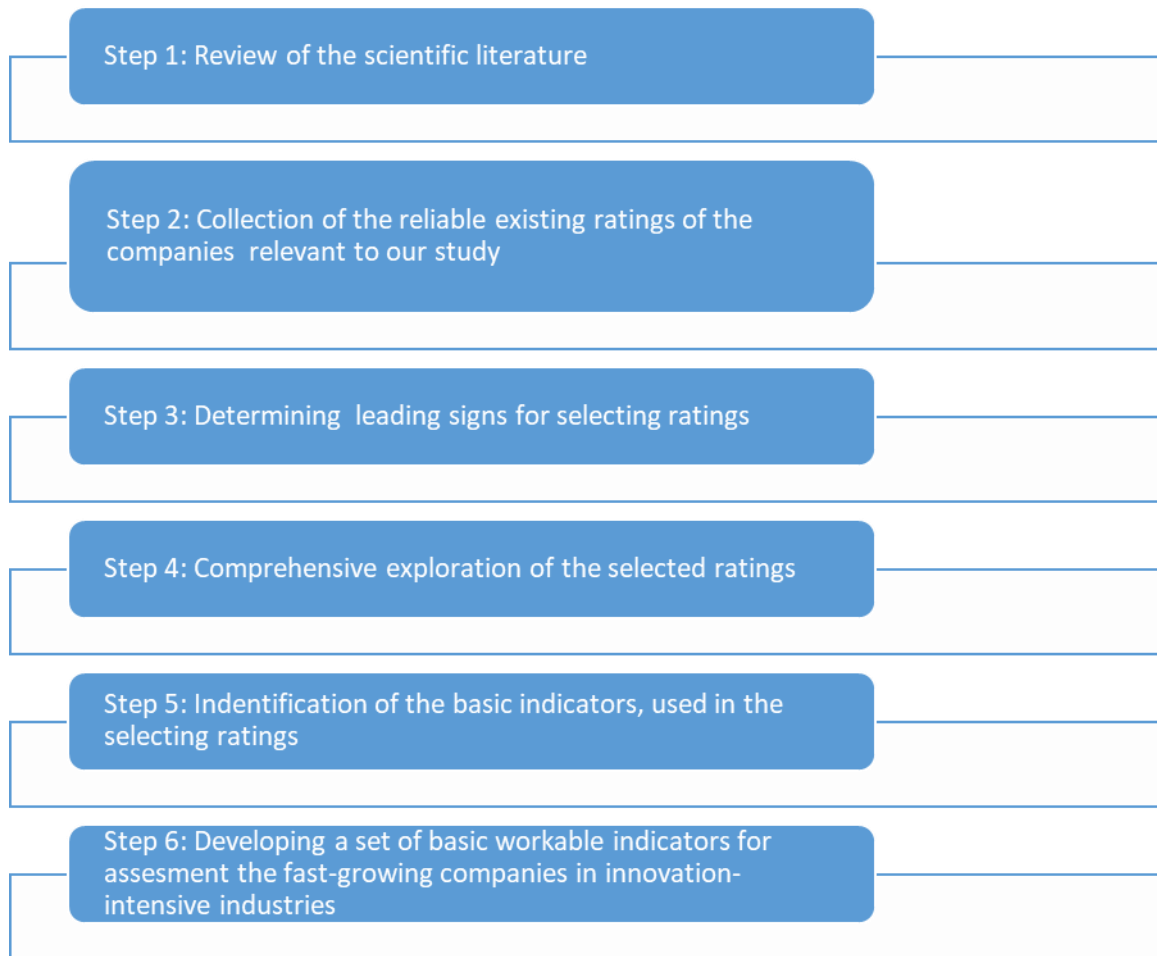 Step 1: Review of the scientific literature
Step 2: Collection of the reliable existing ratings of the
companies  relevant to our study
Step 3: Determining  leading signs for selecting ratings
Step 4: Comprehensive exploration of the selected ratings
Step 5: Indentification of the basic indicators, used in the
selecting ratings
Step 6: Developing a set of basic workable indicators for
assesment the fast-growing companies in innovation-
intensive industries